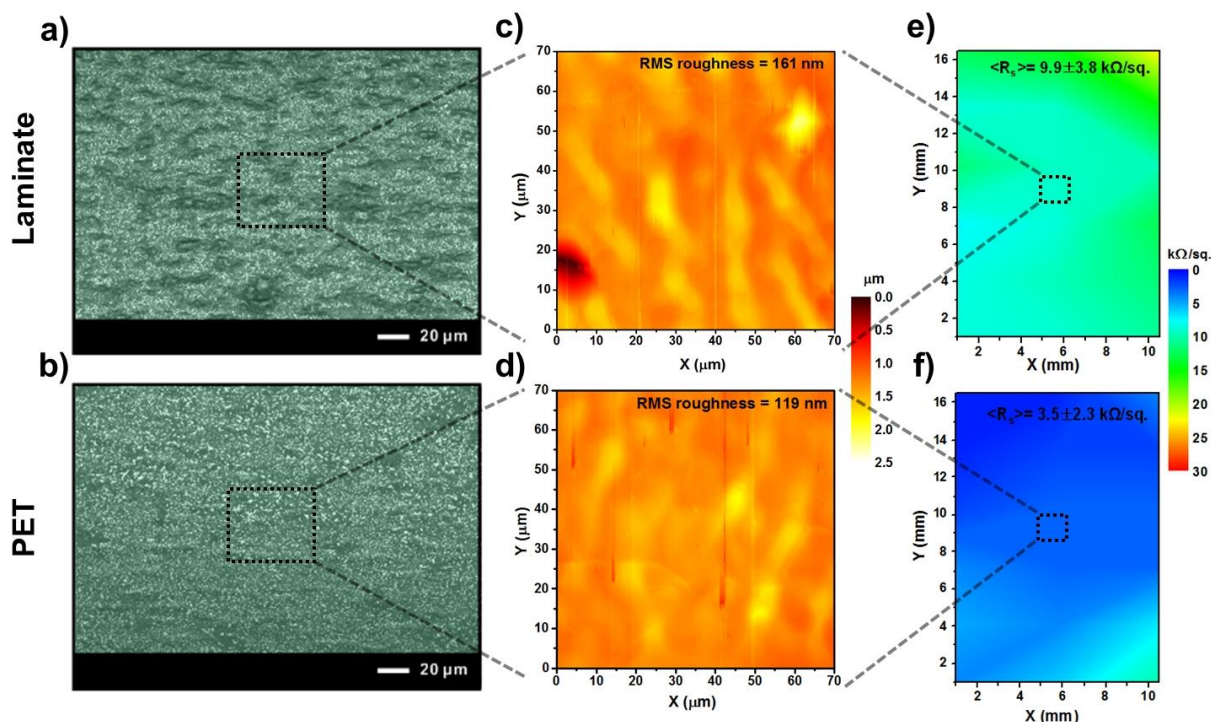 a)
c)
e)
Laminate
20 µm
70
60
50
40
30
20
10
0
RMS roughness = 161 nm
0 10 20 30 40 50 60 70
Y (µm)
X (µm)
16
14
12
10
8
6
4
2
<Rs>= 9.9±3.8 kΩ/sq.
2 4 6 8 10
Y (mm)
X (mm)
µm
0.0
0.5
1.0
1.5
2.0
2.5
kΩ/sq.
0
5
10
15
20
25
30
b)
d)
f)
PET
20 µm
70
60
50
40
30
20
10
0
RMS roughness = 119 nm
0 10 20 30 40 50 60 70
Y (µm)
X (µm)
16
14
12
10
8
6
4
2
<Rs>= 3.5±2.3 kΩ/sq.
2 4 6 8 10
Y (mm)
X (mm)